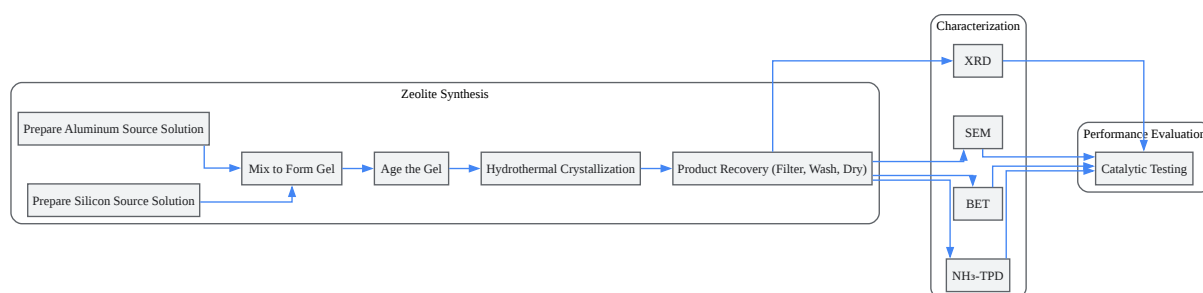 Characterization
XRD
Zeolite Synthesis
Prepare Aluminum Source Solution
SEM
Performance Evaluation
Mix to Form Gel
Age the Gel
Hydrothermal Crystallization
Product Recovery (Filter, Wash, Dry)
Catalytic Testing
Prepare Silicon Source Solution
BET
NH₃-TPD